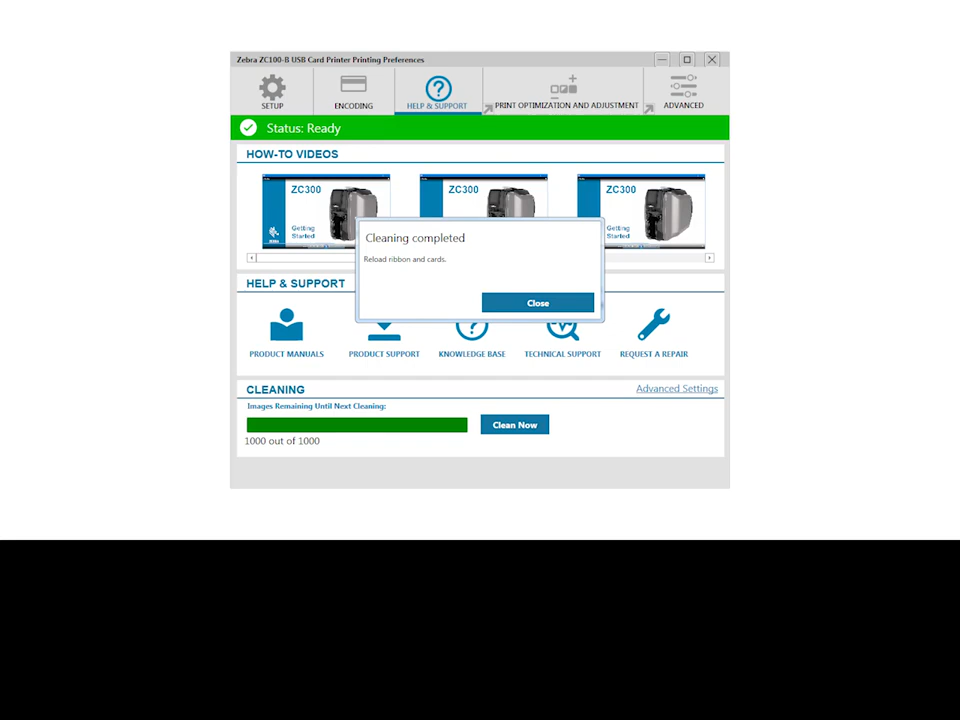 Zebra ZC100-B USB Card Printer Printing Preferences
SETUP
ENCODING
HELP & SUPPORT
PRINT OPTIMIZATION AND ADJUSTMENT
ADVANCED
Status: Ready
HOW-TO VIDEOS
ZC300
Getting
Started
ZC300
ZC300
Getting
Started
Cleaning completed
Reload ribbon and cards.
Close
HELP & SUPPORT
PRODUCT MANUALS
PRODUCT SUPPORT
KNOWLEDGE BASE
TECHNICAL SUPPORT
REQUEST A REPAIR
CLEANING
Advanced Settings
Images Remaining Until Next Cleaning:
Clean Now
1000 out of 1000